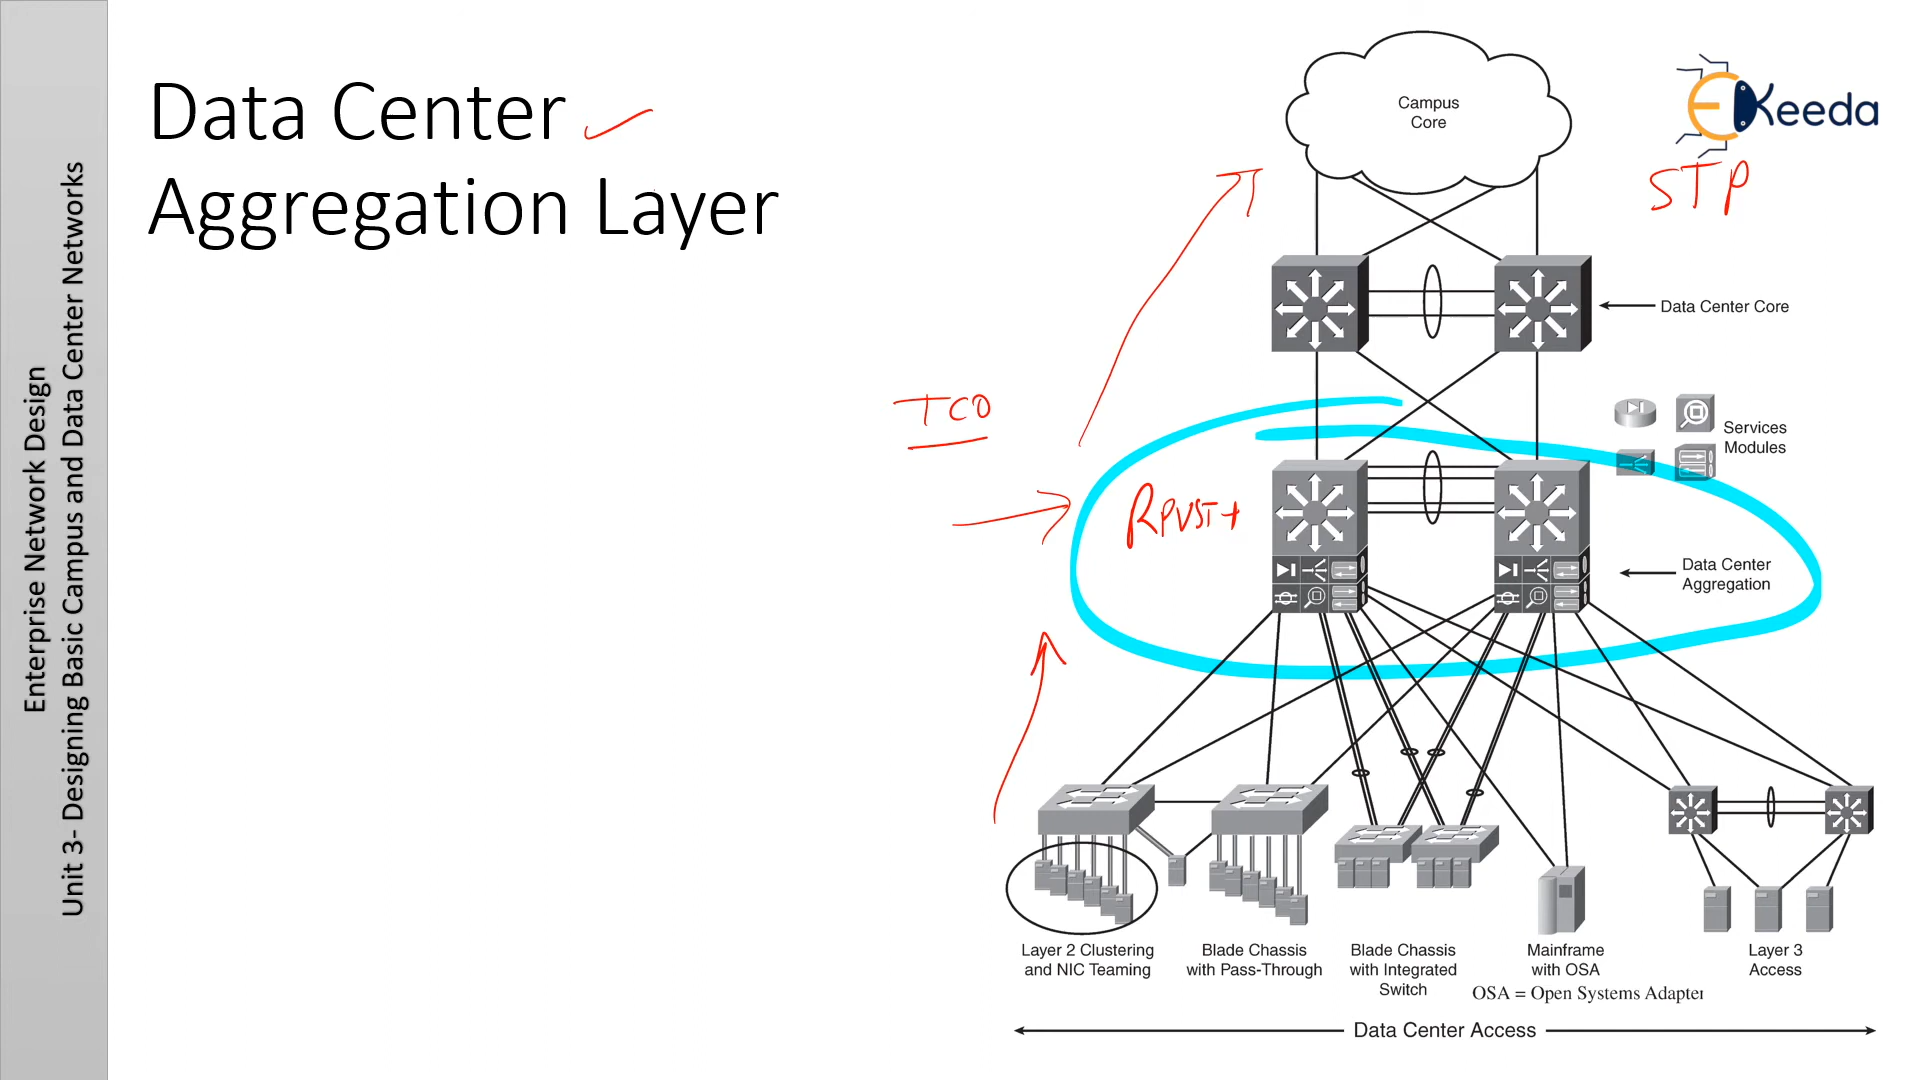 Enterprise Network Design
Unit 3- Designing Basic Campus and Data Center Networks
Data Center
Aggregation Layer
Campus
Core
EKeeda
STP
Data Center Core
TCO
Services
Modules
RPVST+
Data Center
Aggregation
Layer 2 Clustering
and NIC Teaming
Blade Chassis
with Pass-Through
Blade Chassis
with Integrated
Switch
Mainframe
with OSA
OSA = Open Systems Adapter
Layer 3
Access
Data Center Access